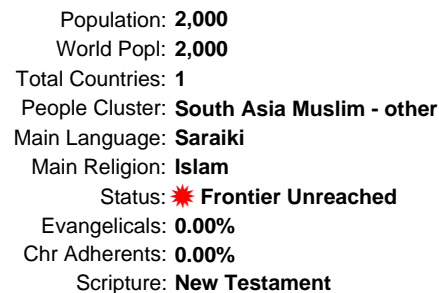 Population: 2,000
World Popl: 2,000
Total Countries: 1
People Cluster: South Asia Muslim - other
Main Language: Saraiki
Main Religion: Islam
Status: Frontier Unreached
Evangelicals: 0.00%
Chr Adherents: 0.00%
Scripture: New Testament